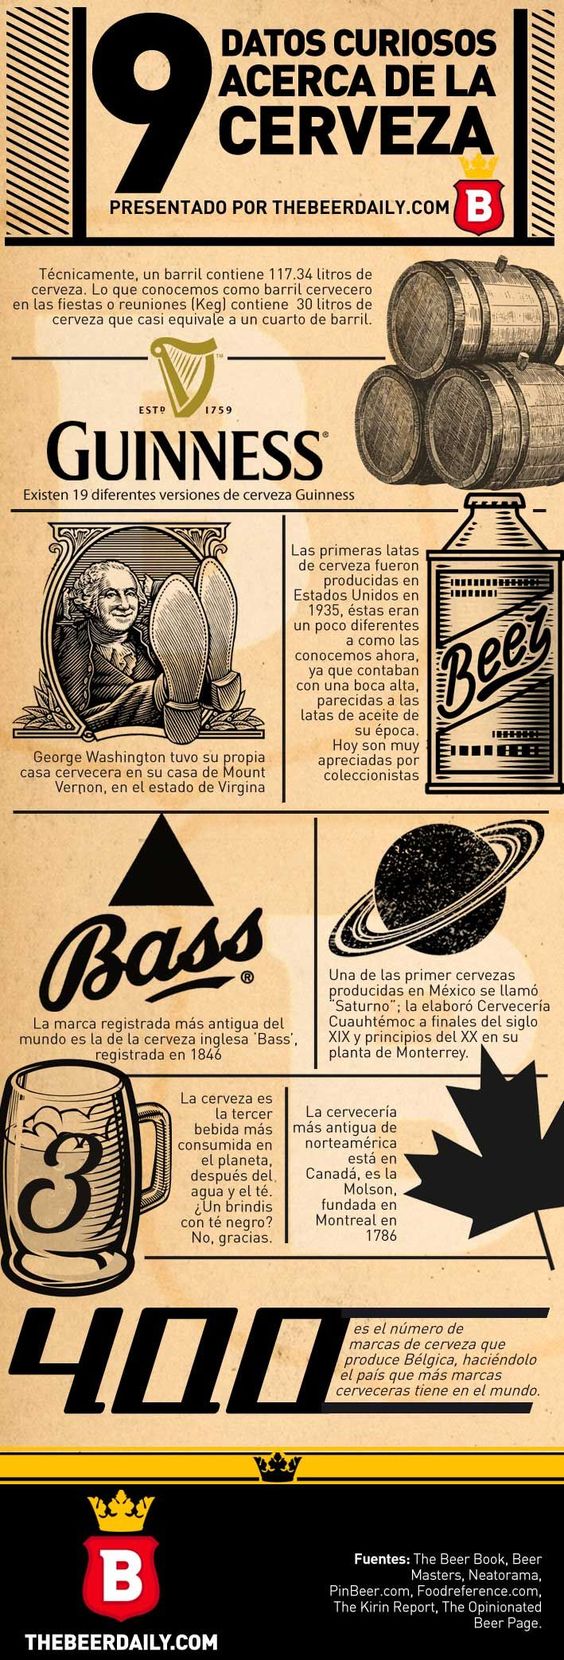 9
DATOS CURIOSOS
ACERCA DE LA
CERVEZA
PRESENTADO POR THEBEERDAILY.COM
B
Técnicamente, un barril contiene 117.34 litros de
cerveza. Lo que conocemos como barril cervecero
en las fiestas o reuniones (Keg) contiene 30 litros de
cerveza que casi equivale a un cuarto de barril.
TM
ESTD 1759
GUINNESS®
Existen 19 diferentes versiones de cerveza Guinness
George Washington tuvo su propia
casa cervecera en su casa de Mount
Vernon, en el estado de Virgina
Las primeras latas
de cerveza fueron
producidas en
Estados Unidos en
1935, éstas eran
un poco diferentes
a como las
conocemos ahora,
ya que contaban
con una boca alta,
parecidas a las
latas de aceite de
su época.
Hoy son muy
apreciadas por
coleccionistas
Beer
Bass®
La marca registrada más antigua del
mundo es la de la cerveza inglesa 'Bass',
registrada en 1846
Una de las primer cervezas
producidas en México se llamó
"Saturno"; la elaboró Cervecería
Cuauhtémoc a finales del siglo
XIX y principios del XX en su
planta de Monterrey.
3
La cerveza es
la tercer
bebida más
consumida en
el planeta,
después del
agua y el té.
¿Un brindis
con té negro?
No, gracias.
La cervecería
más antigua de
norteamérica
está en
Canadá, es la
Molson,
fundada en
Montreal en
1786
400
es el número de
marcas de cerveza que
produce Bélgica, haciéndolo
el país que más marcas
cerveceras tiene en el mundo.
B
THEBEERDAILY.COM
Fuentes: The Beer Book, Beer
Masters, Neatorama,
PinBeer.com, Foodreference.com,
The Kirin Report, The Opinionated
Beer Page.